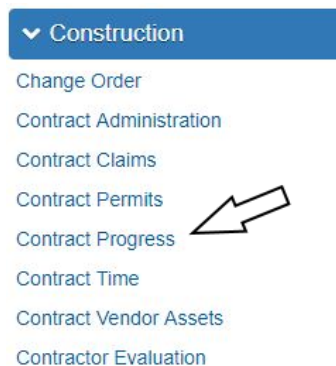 Construction
Change Order
Contract Administration
Contract Claims
Contract Permits
Contract Progress
Contract Time
Contract Vendor Assets
Contractor Evaluation